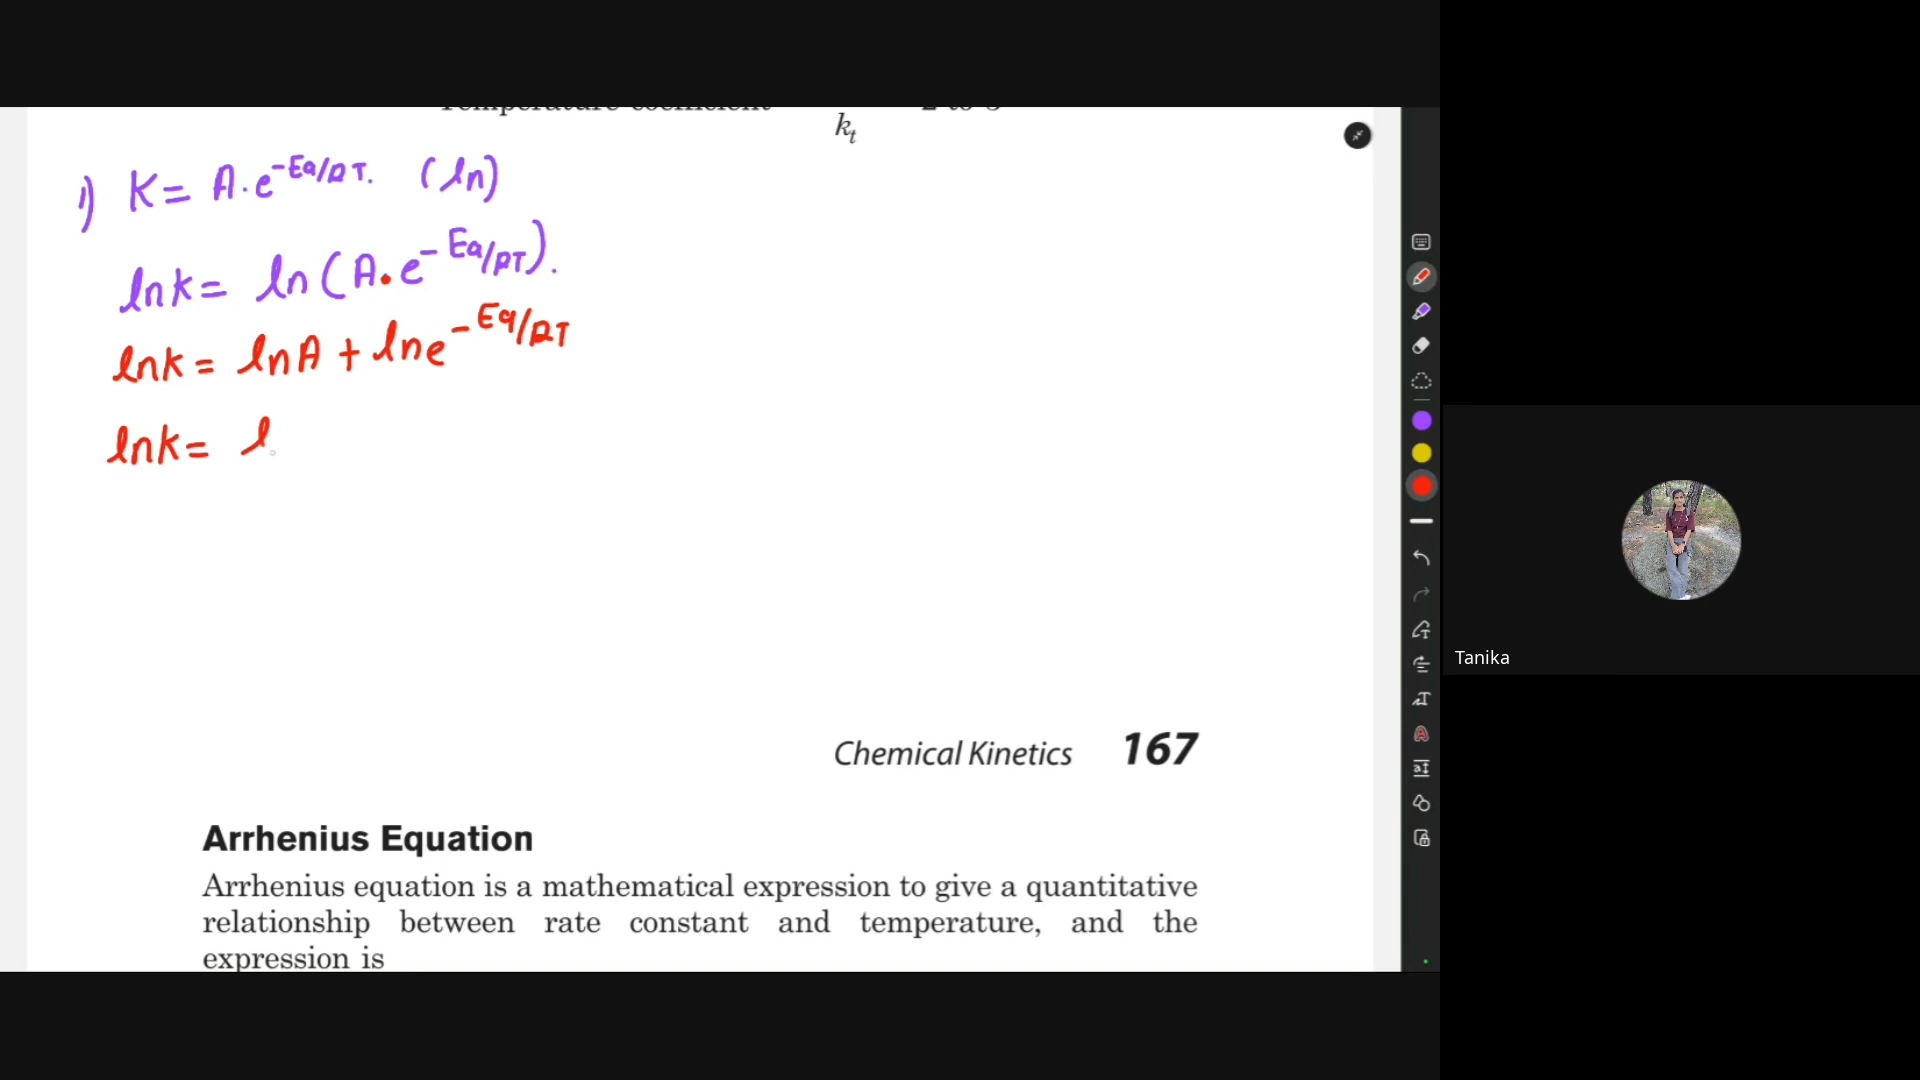 k_t
1) K = A.e^-Ea/RT. (ln)
lnk = ln (A.e^-Ea/RT).
lnk = lnA + lne^-Ea/RT
lnk = l
Chemical Kinetics 167
Arrhenius Equation
Arrhenius equation is a mathematical expression to give a quantitative
relationship between rate constant and temperature, and the
expression is
Tanika